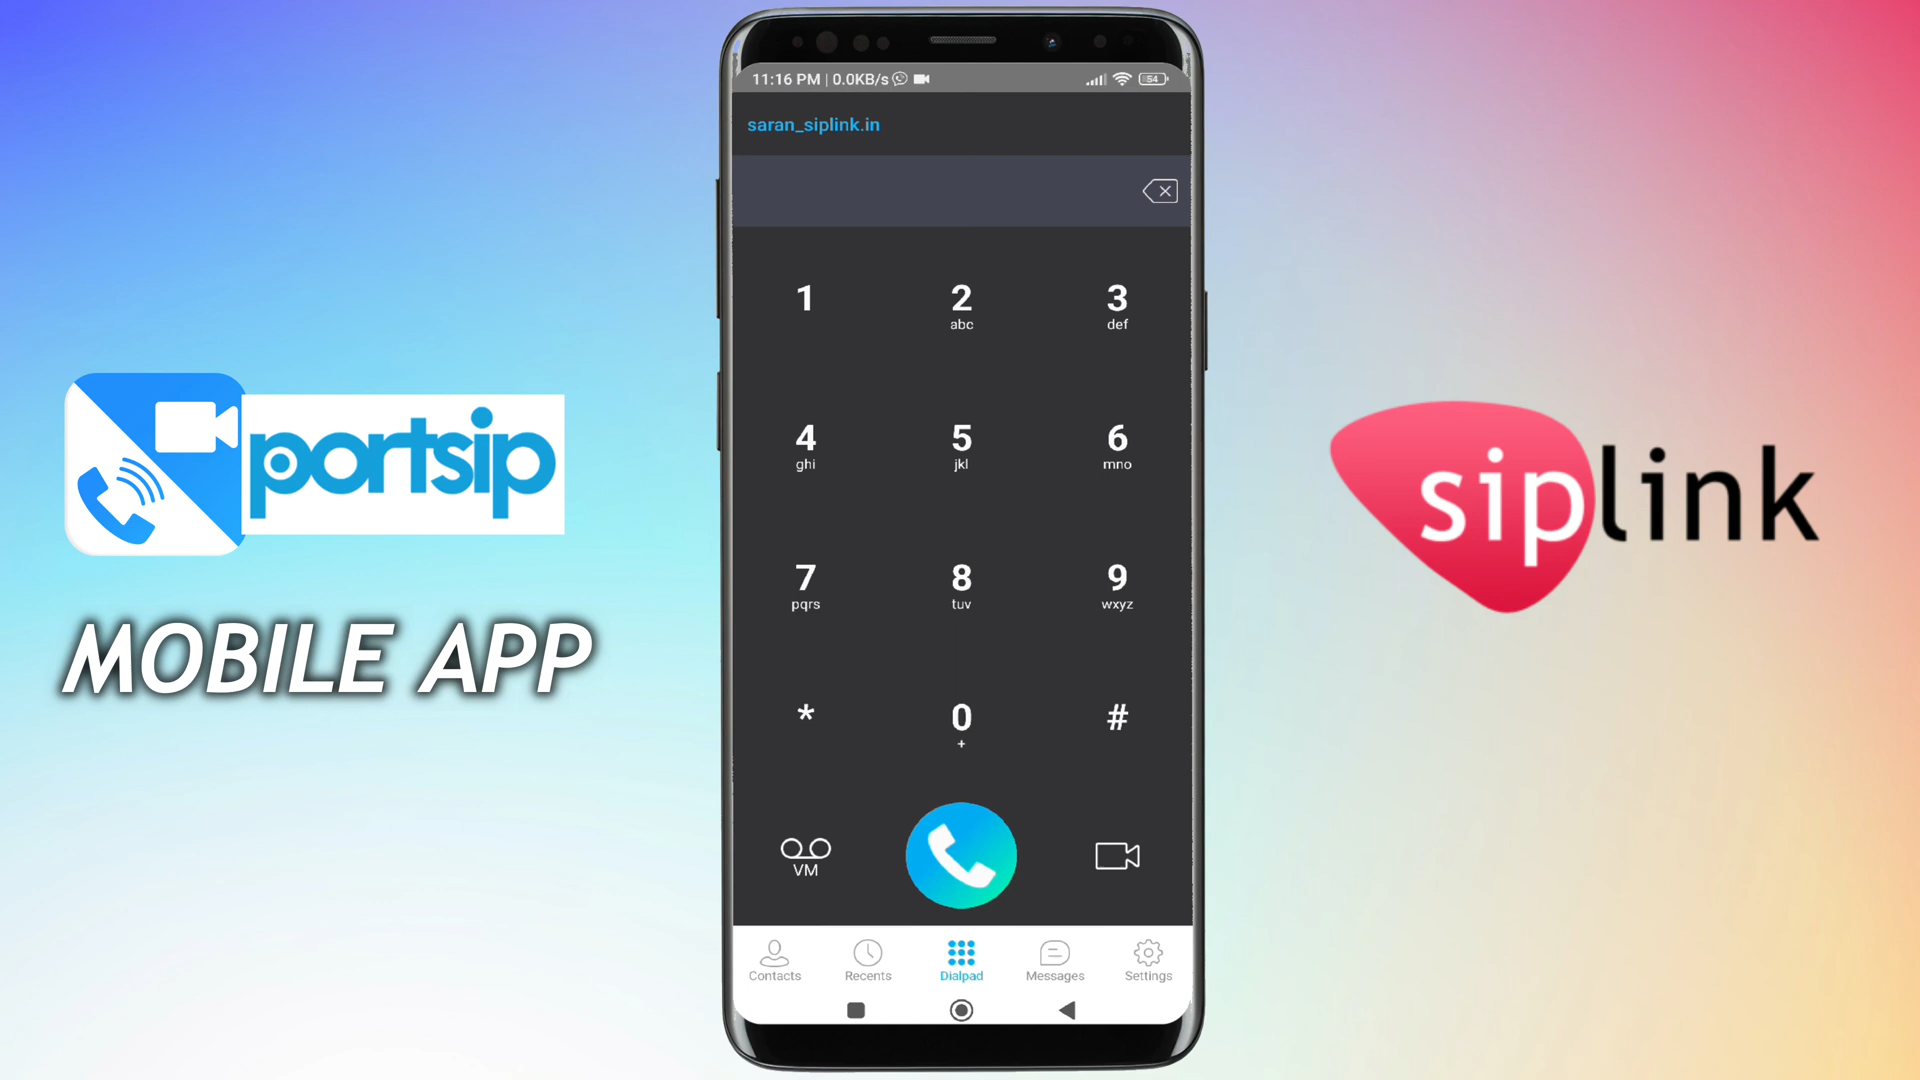 11:16 PM | 0.0KB/s
54
saran_siplink.in
1
2
3
abc
def
4
5
6
ghi
jkl
mno
7
8
9
pqrs
tuv
wxyz
*
0
#
+
VM
Contacts
Recents
Dialpad
Messages
Settings
portsip
MOBILE APP
siplink